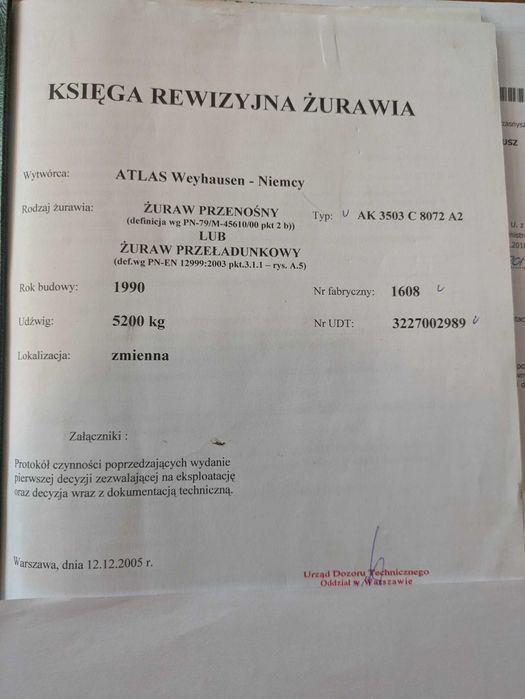 KSIĘGA REWIZYJNA ŻURAWIA
Wytwórca: ATLAS Weyhausen - Niemcy
Rodzaj żurawia: ŻURAW PRZENOŚNY Typ: AK 3503 C 8072 A2
(definicja wg PN-79/M-45610/00 pkt 2 b))
LUB
ŻURAW PRZEŁADUNKOWY
(def.wg PN-EN 12999:2003 pkt.3.1.1 – rys. A.5)
Rok budowy: 1990 Nr fabryczny: 1608
Udźwig: 5200 kg Nr UDT: 3227002989
Lokalizacja: zmienna
Załączniki :
Protokół czynności poprzedzających wydanie
pierwszej decyzji zezwalającej na eksploatację
oraz decyzja wraz z dokumentacją techniczną.
Warszawa, dnia 12.12.2005 r.
Urząd Dozoru Technicznego
Oddział w Warszawie